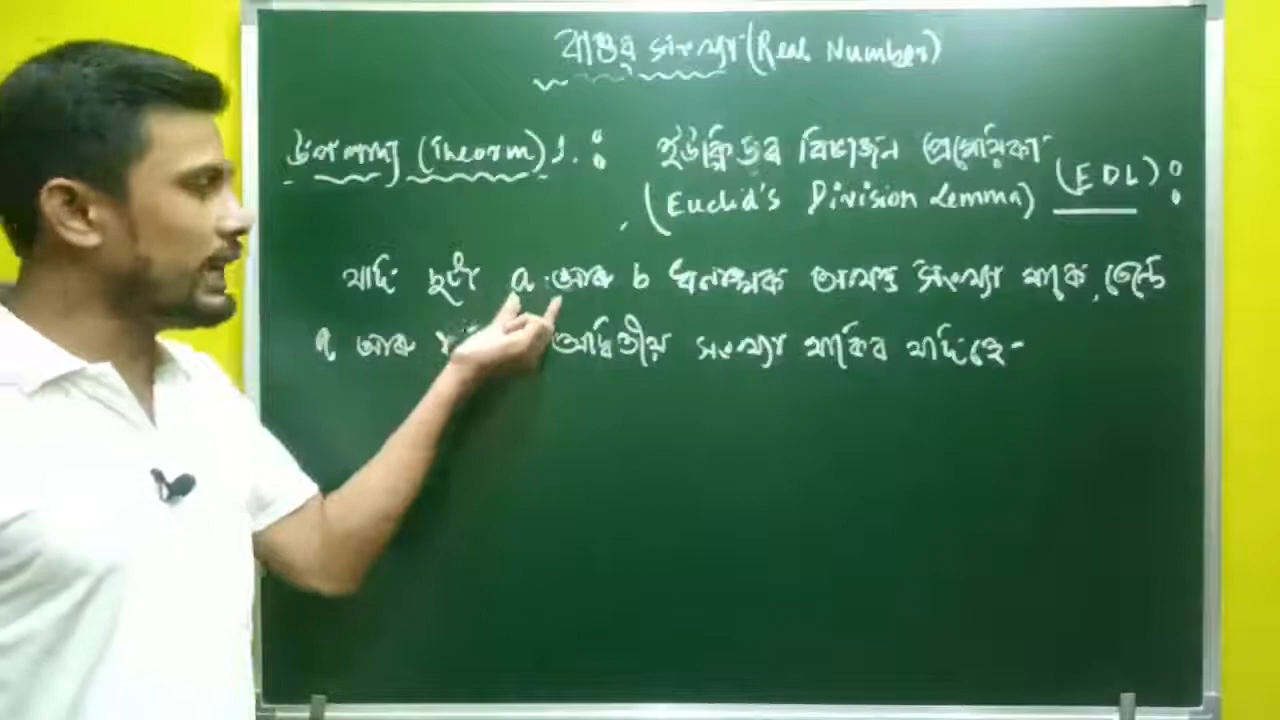 বাস্তৱ সংখ্যা (Real Number)
উপপাদ্য (Theorm) 1. : ইউক্লিডৰ বিভাজন প্ৰমেয়িকা
(Euclid's Division Lemma) (EDL) :
যদি দুটা a আৰু b ধনাত্মক অখণ্ড সংখ্যা থাকে, তেন্তে
q আৰু অদ্বিতীয় সংখ্যা থাকিব যাদিহে-